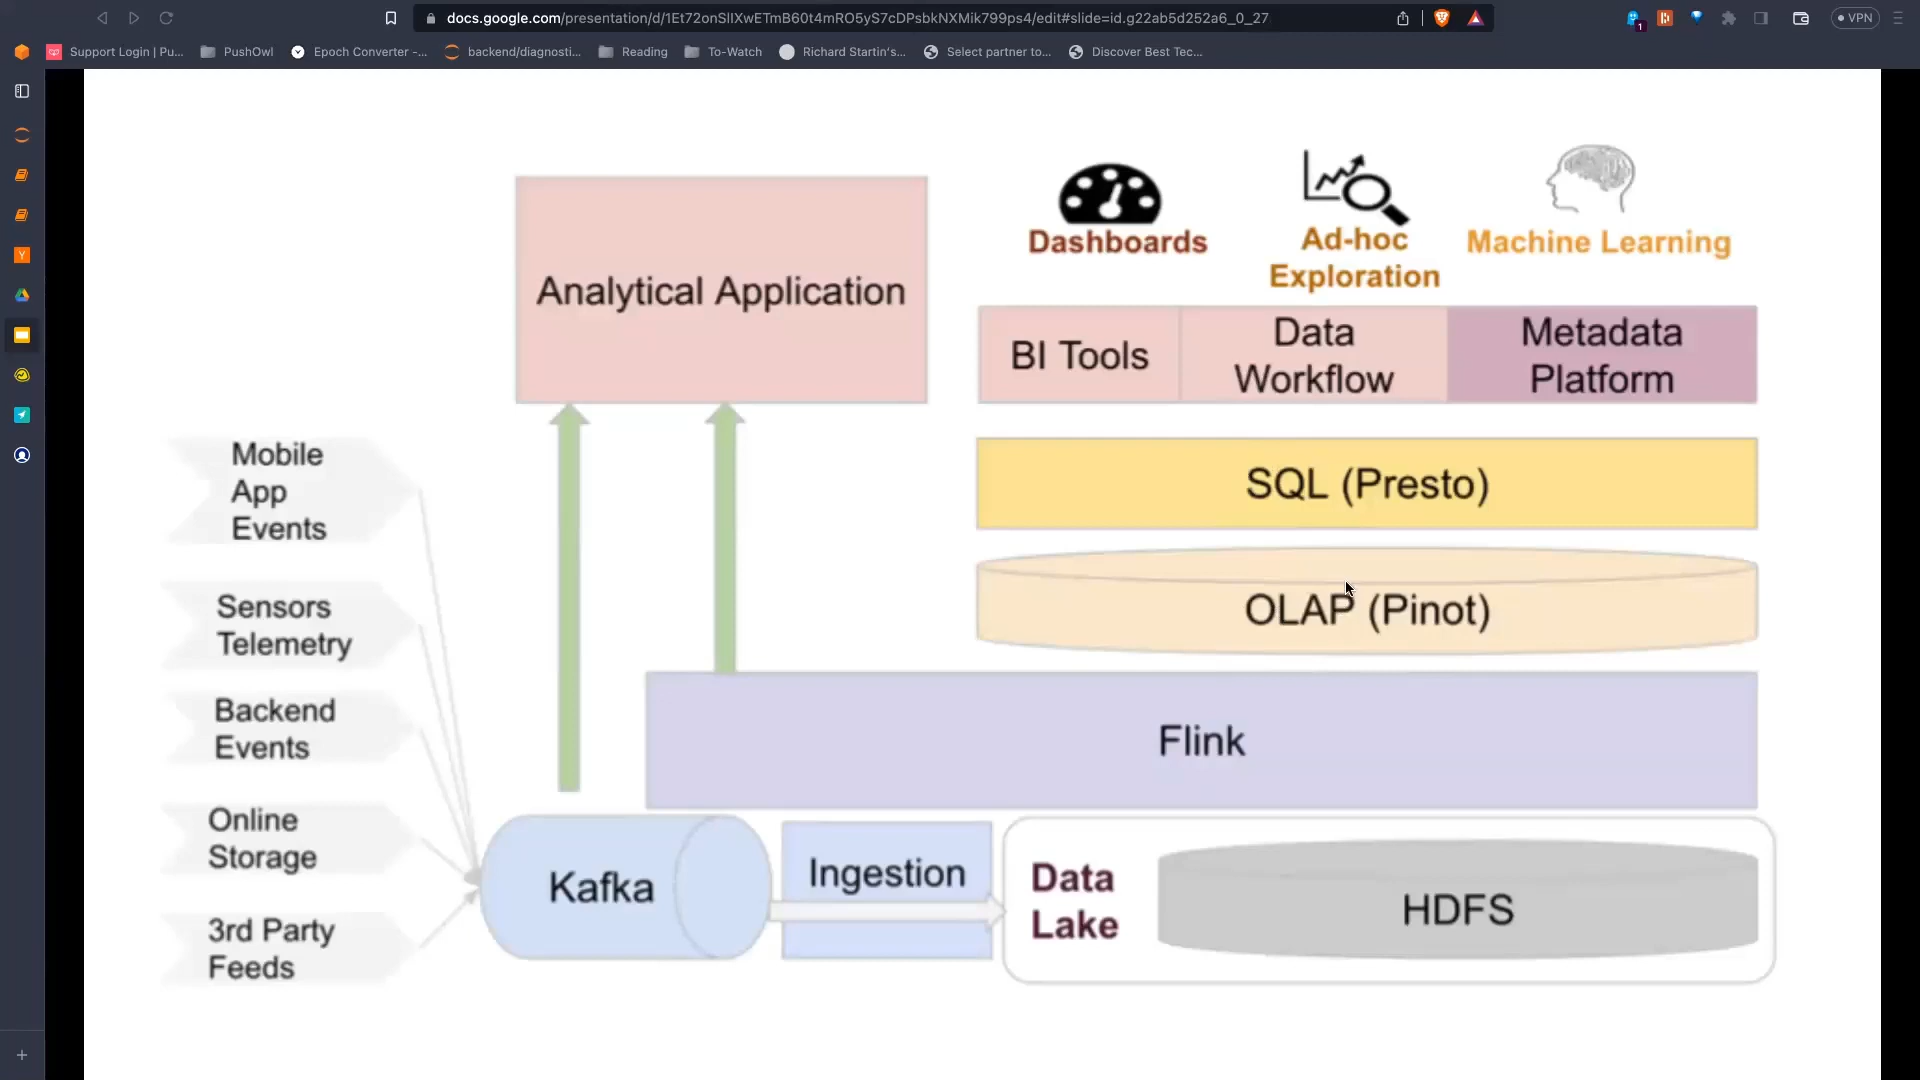 docs.google.com/presentation/d/1Et72onSllXwETmB60t4mRO5yS7cDPsbkNXMik799ps4/edit#slide=id.g22ab5d252a6_0_27
VPN
1
Support Login | Pu...
PushOwl
Epoch Converter -...
backend/diagnosti...
Reading
To-Watch
Richard Startin's...
Select partner to...
Discover Best Tec...
Analytical Application
Dashboards
Ad-hoc
Exploration
Machine Learning
BI Tools
Data
Workflow
Metadata
Platform
SQL (Presto)
OLAP (Pinot)
Flink
Mobile
App
Events
Sensors
Telemetry
Backend
Events
Online
Storage
3rd Party
Feeds
Kafka
Ingestion
Data
Lake
HDFS